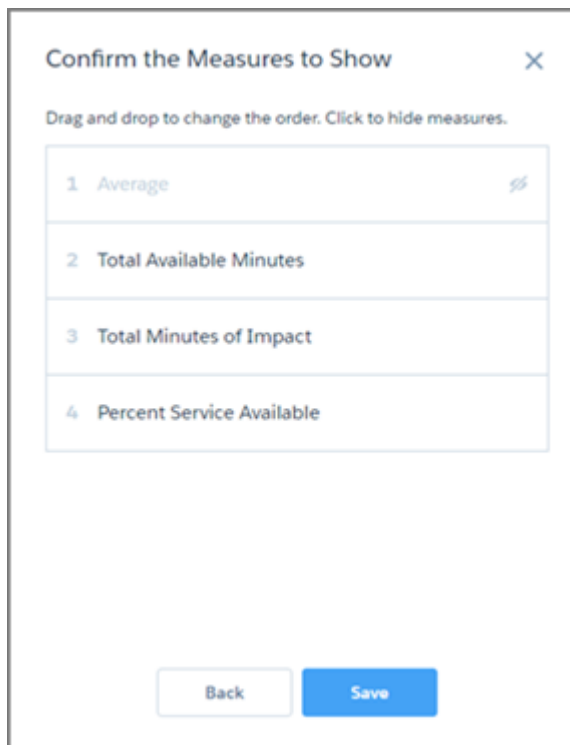 Confirm the Measures to Show
Drag and drop to change the order. Click to hide measures.
1 Average
2 Total Available Minutes
3 Total Minutes of Impact
4 Percent Service Available
Back Save